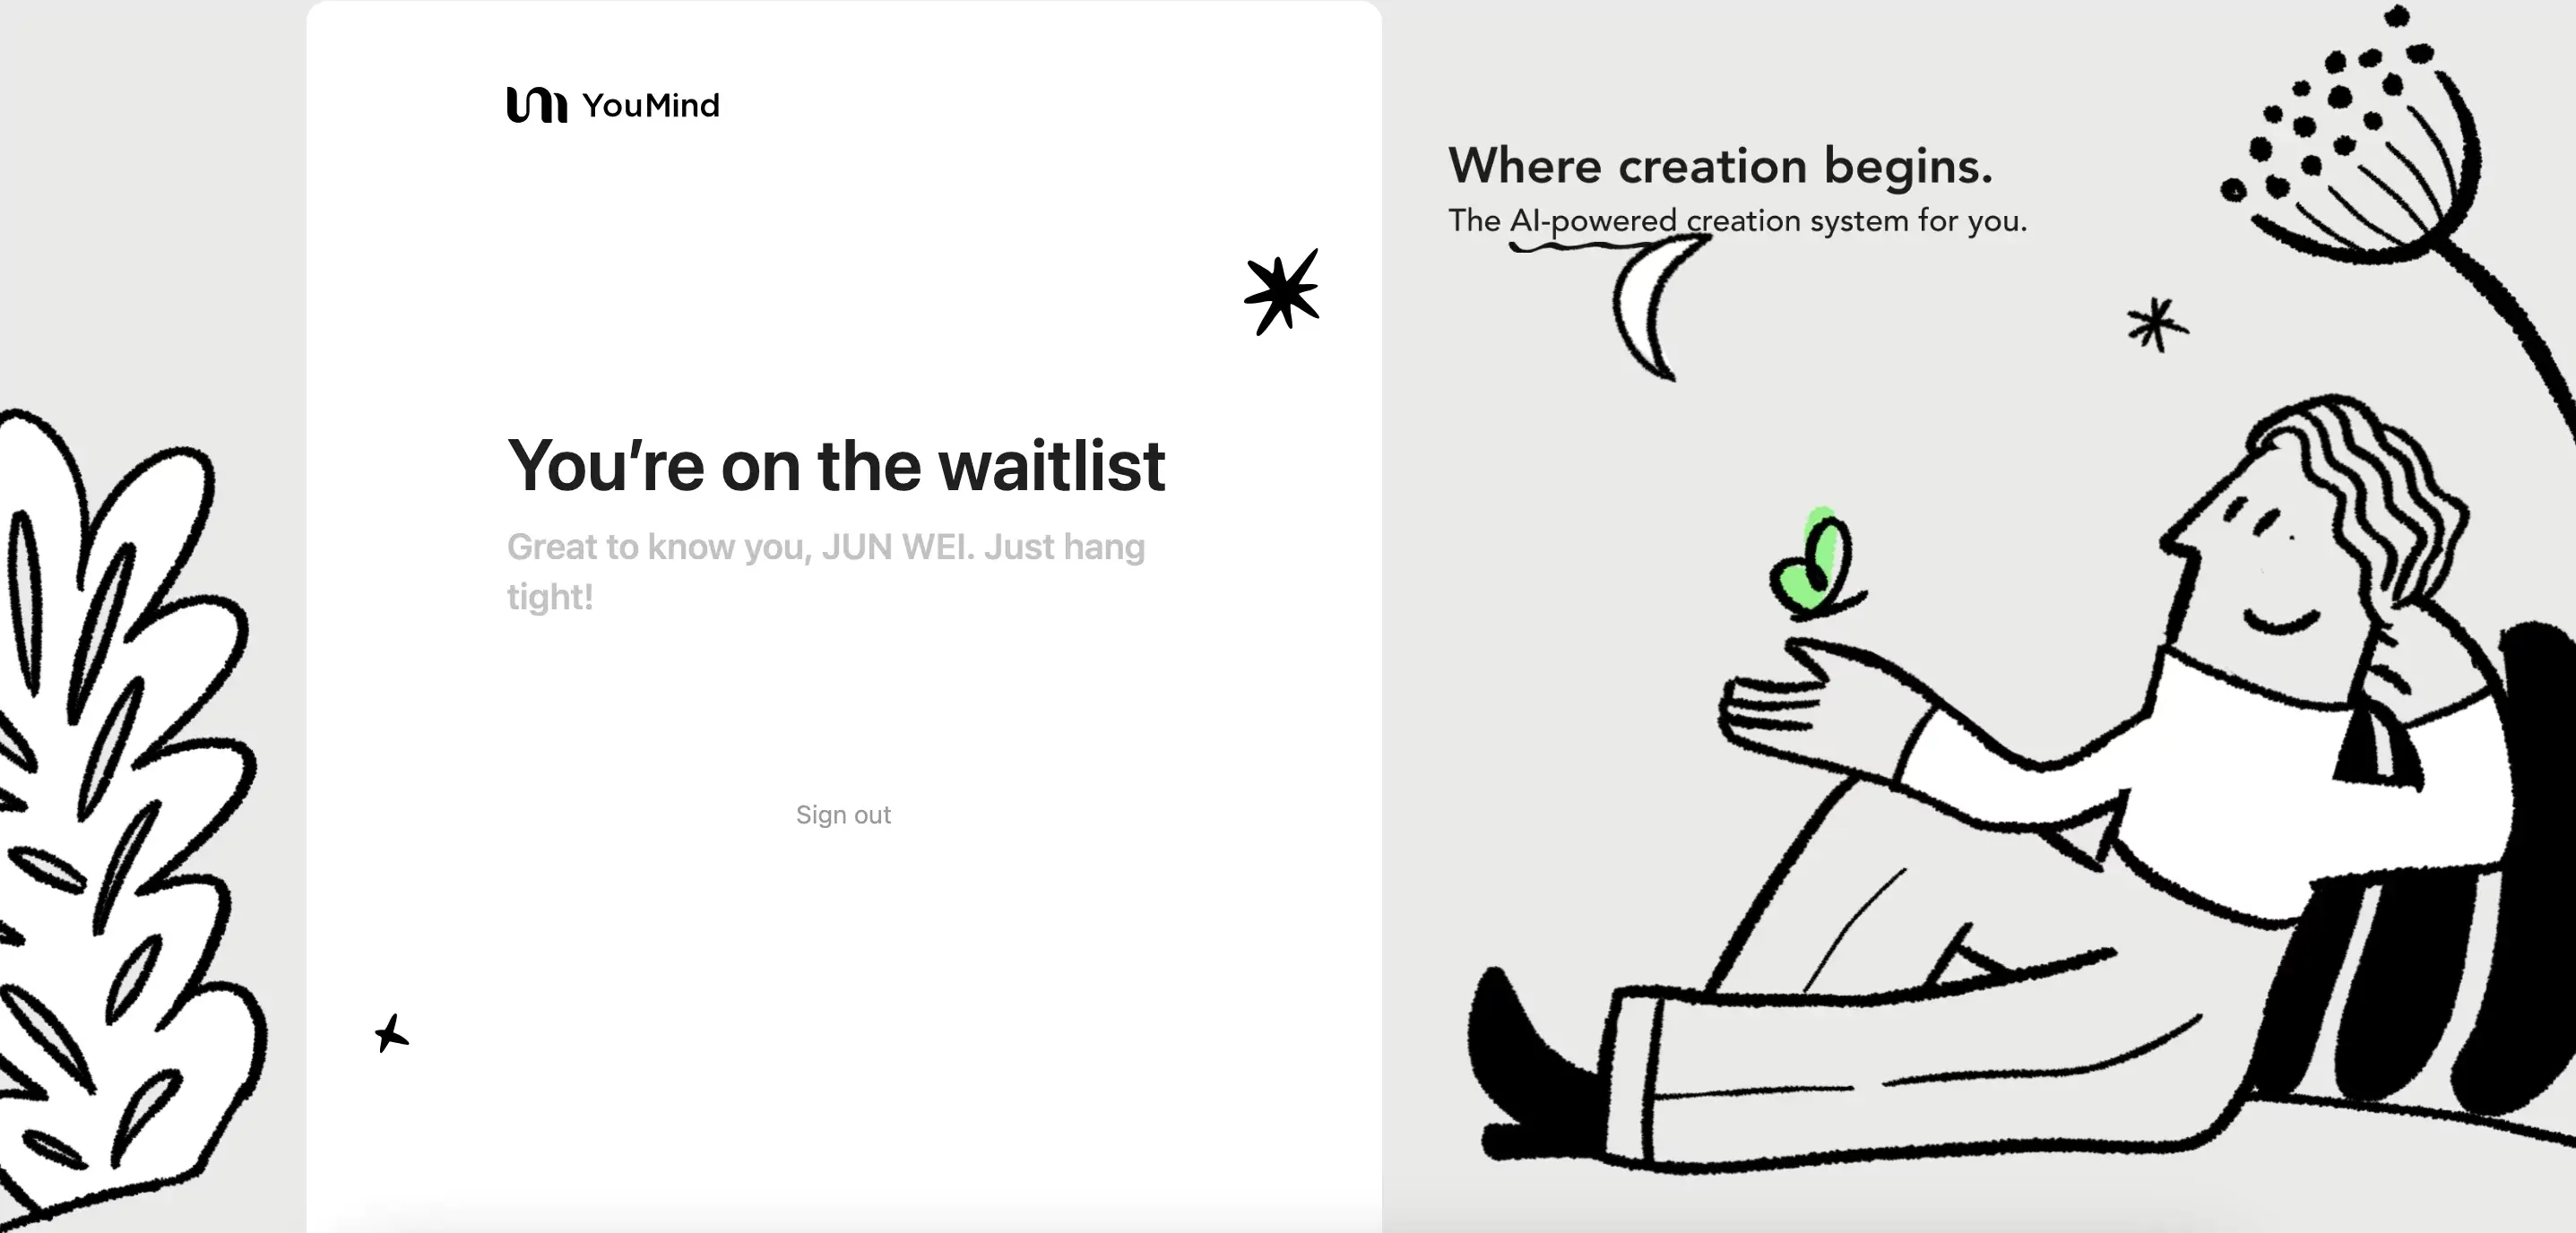 YouMind
You’re on the waitlist
Great to know you, JUN WEI. Just hang
tight!
Sign out
Where creation begins.
The AI-powered creation system for you.